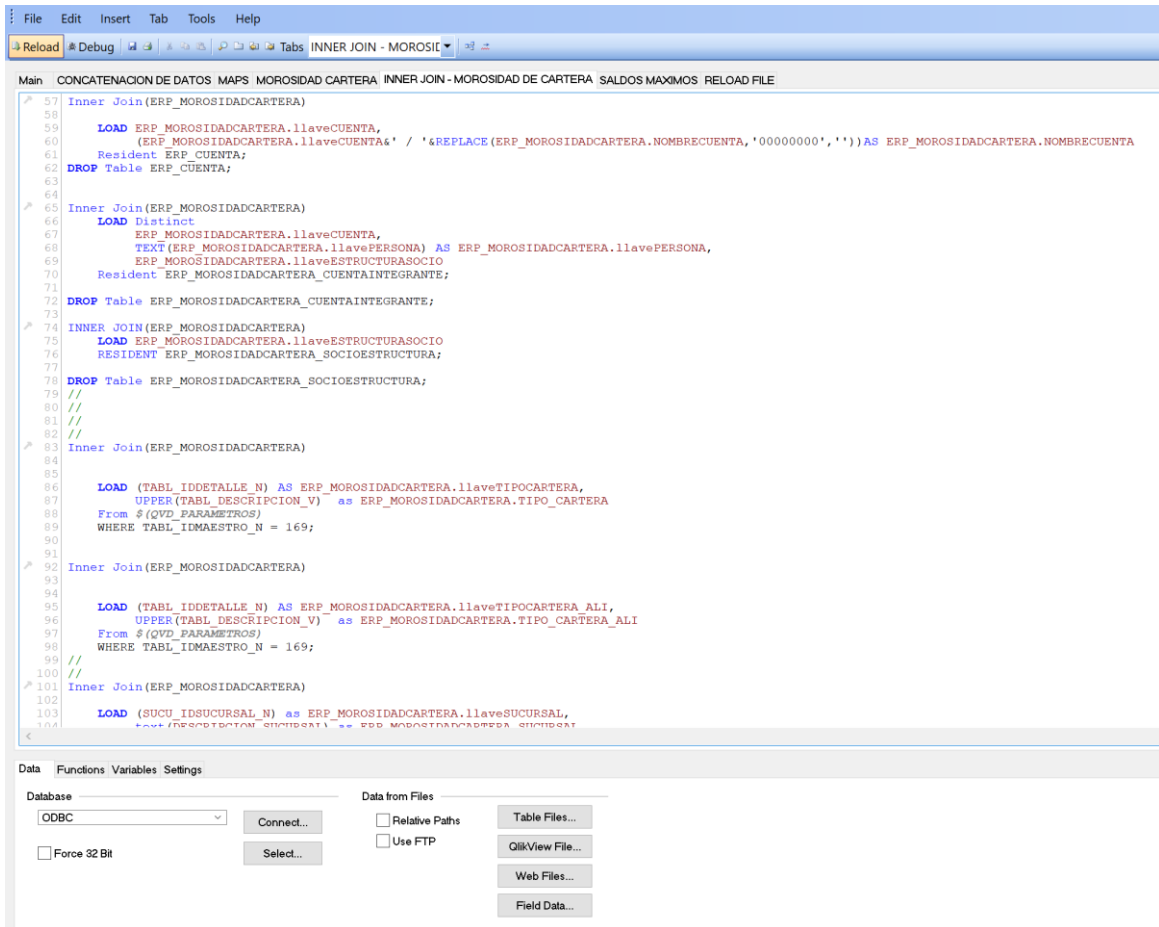 File Edit Insert Tab Tools Help
Reload Debug Tabs INNER JOIN - MOROSIE
Main CONCATENACION DE DATOS MAPS MOROSIDAD CARTERA INNER JOIN - MOROSIDAD DE CARTERA SALDOS MAXIMOS RELOAD FILE
57 Inner Join(ERP_MOROSIDADCARTERA)
58
59 LOAD ERP_MOROSIDADCARTERA.llaveCUENTA,
60 (ERP_MOROSIDADCARTERA.llaveCUENTA&' / '&REPLACE(ERP_MOROSIDADCARTERA.NOMBRECUENTA,'00000000',''))AS ERP_MOROSIDADCARTERA.NOMBRECUENTA
61 Resident ERP_CUENTA;
62 DROP Table ERP_CUENTA;
63
64
65 Inner Join(ERP_MOROSIDADCARTERA)
66 LOAD Distinct
67 ERP_MOROSIDADCARTERA.llaveCUENTA,
68 TEXT(ERP_MOROSIDADCARTERA.llavePERSONA) AS ERP_MOROSIDADCARTERA.llavePERSONA,
69 ERP_MOROSIDADCARTERA.llaveESTRUCTURASOCIO
70 Resident ERP_MOROSIDADCARTERA_CUENTAINTEGRANTE;
71
72 DROP Table ERP_MOROSIDADCARTERA_CUENTAINTEGRANTE;
73
74 INNER JOIN(ERP_MOROSIDADCARTERA)
75 LOAD ERP_MOROSIDADCARTERA.llaveESTRUCTURASOCIO
76 RESIDENT ERP_MOROSIDADCARTERA_SOCIOESTRUCTURA;
77
78 DROP Table ERP_MOROSIDADCARTERA_SOCIOESTRUCTURA;
79 //
80 //
81 //
82 //
83 Inner Join(ERP_MOROSIDADCARTERA)
84
85
86 LOAD (TABL_IDDETALLE_N) AS ERP_MOROSIDADCARTERA.llaveTIPOCARTERA,
87 UPPER(TABL_DESCRIPCION_V) as ERP_MOROSIDADCARTERA.TIPO_CARTERA
88 From $(QVD_PARAMETROS)
89 WHERE TABL_IDMAESTRO_N = 169;
90
91
92 Inner Join(ERP_MOROSIDADCARTERA)
93
94
95 LOAD (TABL_IDDETALLE_N) AS ERP_MOROSIDADCARTERA.llaveTIPOCARTERA_ALI,
96 UPPER(TABL_DESCRIPCION_V) as ERP_MOROSIDADCARTERA.TIPO_CARTERA_ALI
97 From $(QVD_PARAMETROS)
98 WHERE TABL_IDMAESTRO_N = 169;
99 //
100 //
101 Inner Join(ERP_MOROSIDADCARTERA)
102
103 LOAD (SUCU_IDSUCURSAL_N) as ERP_MOROSIDADCARTERA.llaveSUCURSAL,
104 text(DESCRIPCION_SUCURSAL) as ERP_MOROSIDADCARTERA.SUCURSAL
Data Functions Variables Settings
Database Data from Files
ODBC Connect... Relative Paths Table Files...
Force 32 Bit Select... Use FTP QlikView File...
Web Files...
Field Data...